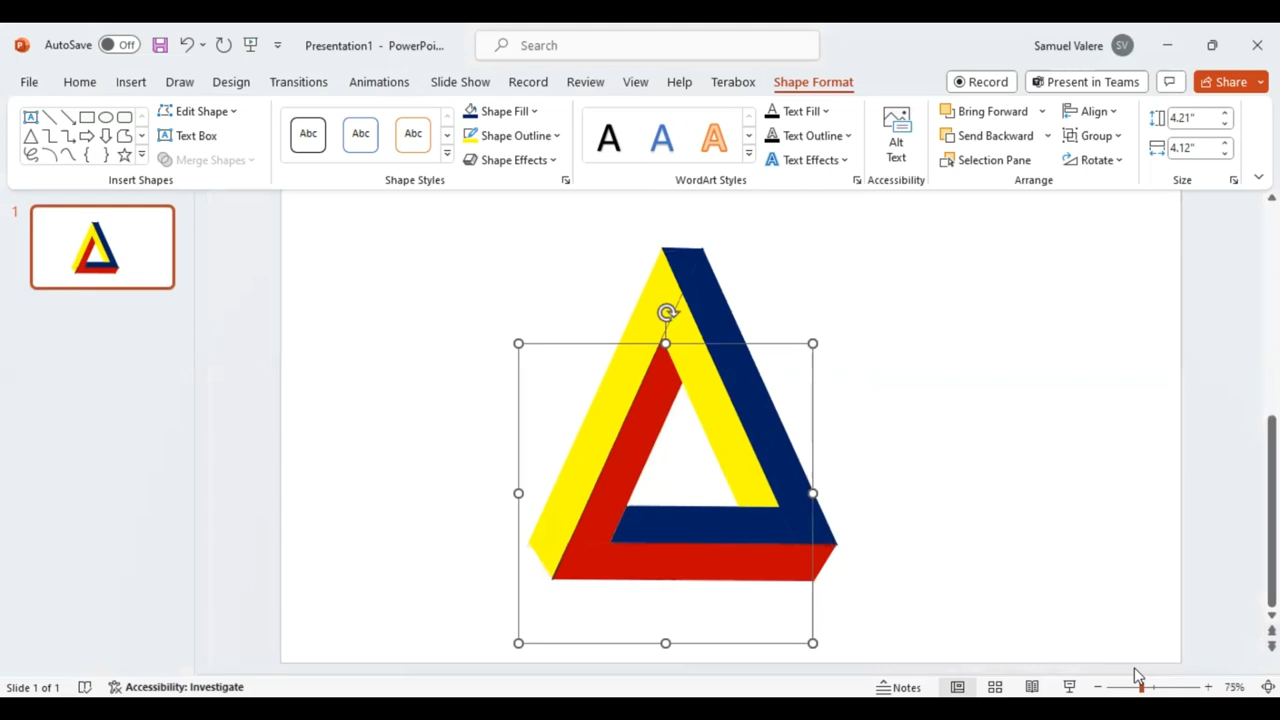 AutoSave Off Presentation1 - PowerPoi... Search Samuel Valere SV
File Home Insert Draw Design Transitions Animations Slide Show Record Review View Help Terabox Shape Format Record Present in Teams Share
Edit Shape Abc Abc Abc Shape Fill A A A Text Fill Bring Forward Align 4.21"
Text Box Shape Outline Text Outline Alt Text Send Backward Group
Merge Shapes Shape Effects Text Effects Selection Pane Rotate 4.12"
Insert Shapes Shape Styles WordArt Styles Accessibility Arrange Size
1
Slide 1 of 1 Accessibility: Investigate Notes 75%